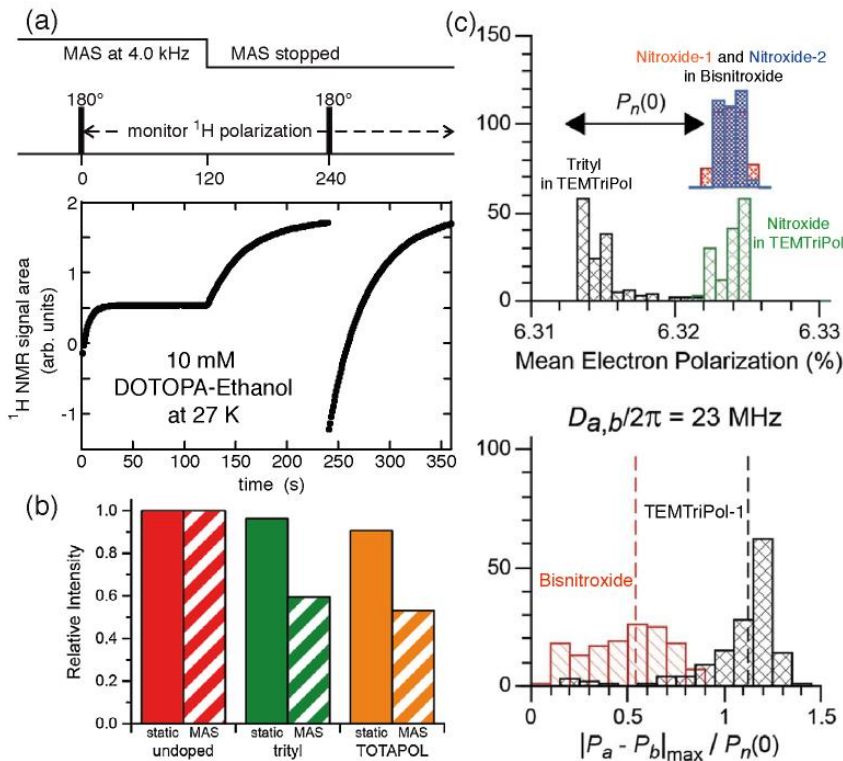 (a)
MAS at 4.0 kHz
MAS stopped
180°
180°
monitor ¹H polarization
0
120
240
2
1
0
-1
¹H NMR signal area
(arb. units)
10 mM
DOTOPA-Ethanol
at 27 K
0
50
100
150
200
250
300
350
time (s)
(b)
1.0
0.8
0.6
0.4
0.2
0.0
Relative Intensity
static MAS
undoped
static MAS
trityl
static MAS
TOTAPOL
(c)
150
100
50
0
Nitroxide-1 and Nitroxide-2
in Bisnitroxide
Pn(0)
Trityl
in TEMTriPol
Nitroxide
in TEMTriPol
6.31
6.32
6.33
Mean Electron Polarization (%)
Da,b/2π = 23 MHz
100
50
0
TEMTriPol-1
Bisnitroxide
0
0.5
1.0
1.5
|Pa - Pb|max / Pn(0)